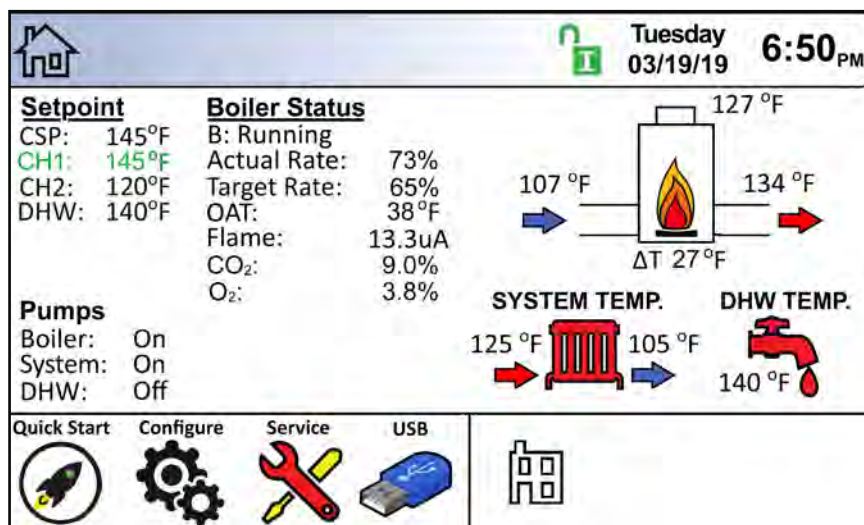 Tuesday
03/19/19
6:50PM
I
Setpoint
CSP: 145°F
CH1: 145°F
CH2: 120°F
DHW: 140°F
Boiler Status
B: Running
Actual Rate: 73%
Target Rate: 65%
OAT: 38°F
Flame: 13.3uA
CO₂: 9.0%
O₂: 3.8%
127 °F
107 °F
134 °F
ΔT 27°F
Pumps
Boiler: On
System: On
DHW: Off
SYSTEM TEMP.
125 °F
105 °F
DHW TEMP.
140 °F
Quick Start
Configure
Service
USB